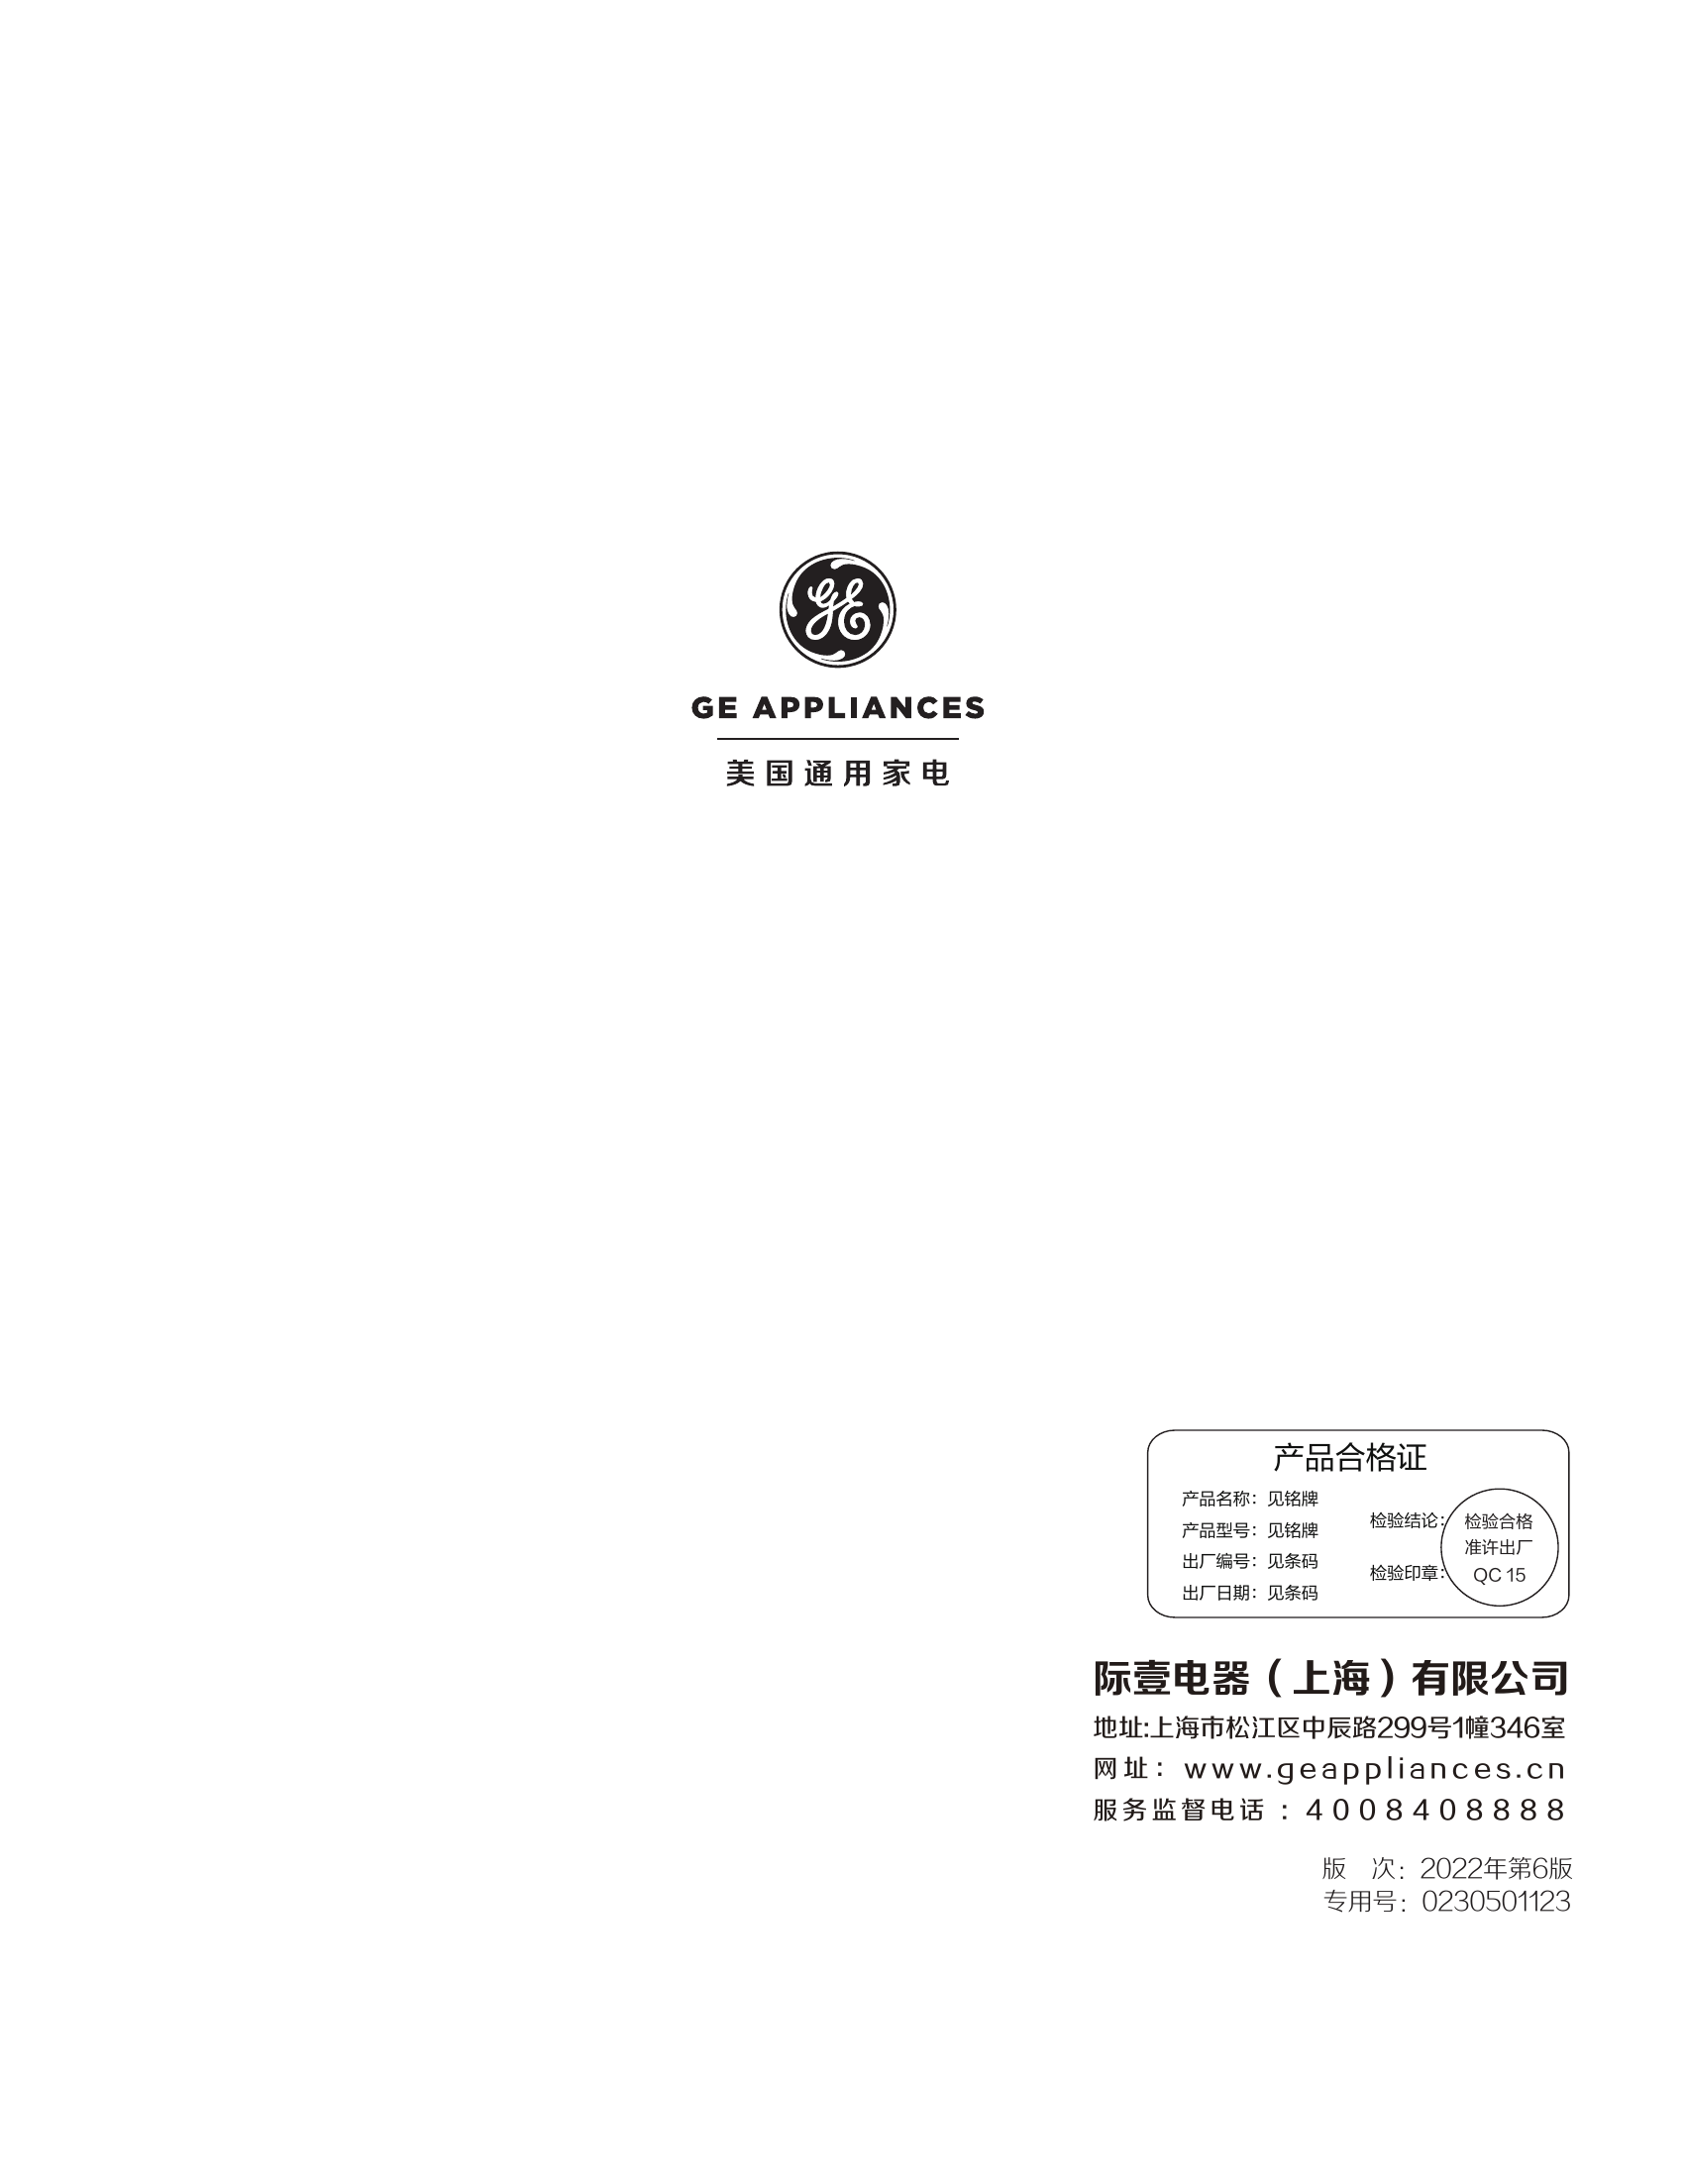 GE
GE APPLIANCES
美国通用家电
产品合格证
产品名称：见铭牌
产品型号：见铭牌
出厂编号：见条码
出厂日期：见条码
检验结论：
检验印章：
检验合格
准许出厂
QC 15
际壹电器（上海）有限公司
地址:上海市松江区中辰路299号1幢346室
网址：www.geappliances.cn
服务监督电话：4008408888
版 次：2022年第6版
专用号：0230501123